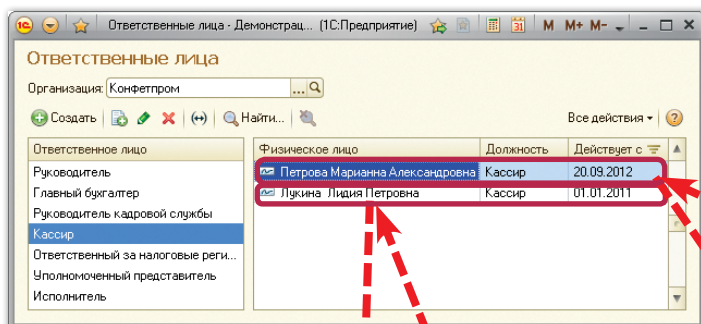 Ответственные лица - Демонстрац... (1С:Предприятие) M M+ M-
Ответственные лица
Организация: Конфетпром ...
Создать Найти... Все действия
Ответственное лицо Физическое лицо Должность Действует с
Руководитель Петрова Марианна Александровна Кассир 20.09.2012
Главный бухгалтер Лукина Лидия Петровна Кассир 01.01.2011
Руководитель кадровой службы
Кассир
Ответственный за налоговые реги...
Уполномоченный представитель
Исполнитель